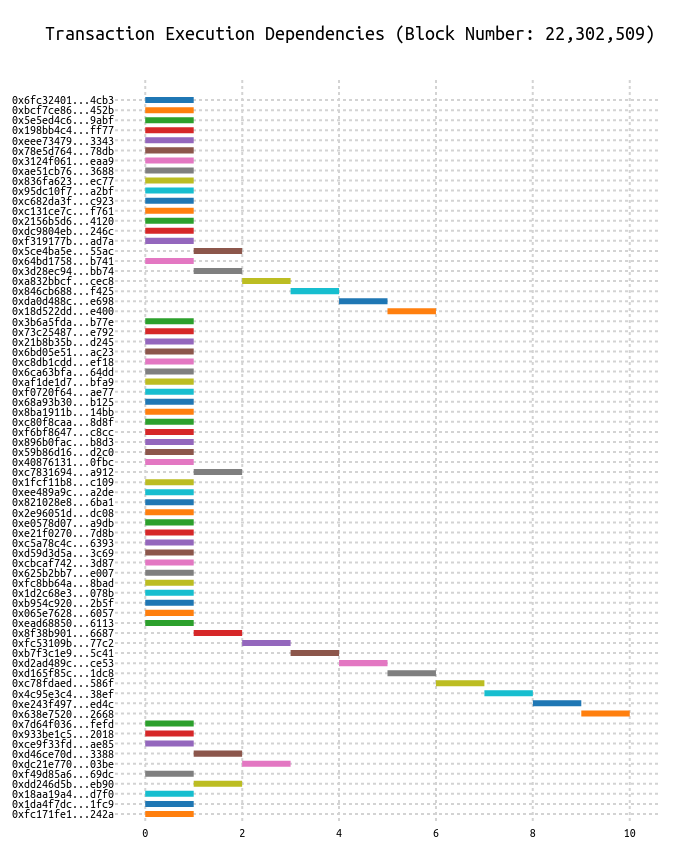 Transaction Execution Dependencies (Block Number: 22,302,509)
0x6fc32401...4cb3
0xbcf7ce86...452b
0x5e5ed4c6...9abf
0x198bb4c4...ff77
0xeee73479...3343
0x78e5d764...78db
0x3124f061...eaa9
0xae51cb76...3688
0x836fa623...ec77
0x95dc10f7...a2bf
0xc682da3f...c923
0xc131ce7c...f761
0x2156b5d6...4120
0xdc9804eb...246c
0xf319177b...ad7a
0x5ce4ba5e...55ac
0x64bd1758...b741
0x3d28ec94...bb74
0xa832bbcf...cec8
0x846cb688...f425
0xda0d488c...e698
0x18d522dd...e400
0x3b6a5fda...b77e
0x73c25487...e792
0x21b8b35b...d245
0x6bd05e51...ac23
0xc8db1cdd...ef18
0x6ca63bfa...64dd
0xaf1de1d7...bfa9
0xf0720f64...ae77
0x68a93b30...b125
0x8ba1911b...14bb
0xc80f8caa...8d8f
0xf6bf8647...c8cc
0x896b0fac...b8d3
0x59b86d16...d2c0
0x40876131...0fbc
0xc7831694...a912
0x1fcf11b8...c109
0xee489a9c...a2de
0x821028e8...6ba1
0x2e96051d...dc08
0xe0578d07...a9db
0xe21f0270...7d8b
0xc5a78c4c...6393
0xd59d3d5a...3c69
0xcbcaf742...3d87
0x625b2bb7...e007
0xfc8bb64a...8bad
0x1d2c68e3...078b
0xb954c920...2b5f
0x065e7628...6057
0xead68850...6113
0x8f38b901...6687
0xfc53109b...77c2
0xb7f3c1e9...5c41
0xd2ad489c...ce53
0xd165f85c...1dc8
0xc78fdaed...586f
0x4c95e3c4...38ef
0xe243f497...ed4c
0x638e7520...2668
0x7d64f036...fefd
0x933be1c5...2018
0xce9f33fd...ae85
0xd46ce70d...3388
0xdc21e770...03be
0xf49d85a6...69dc
0xdd246d5b...eb90
0x18aa19a4...d7f0
0x1da4f7dc...1fc9
0xfc171fe1...242a
0 2 4 6 8 10